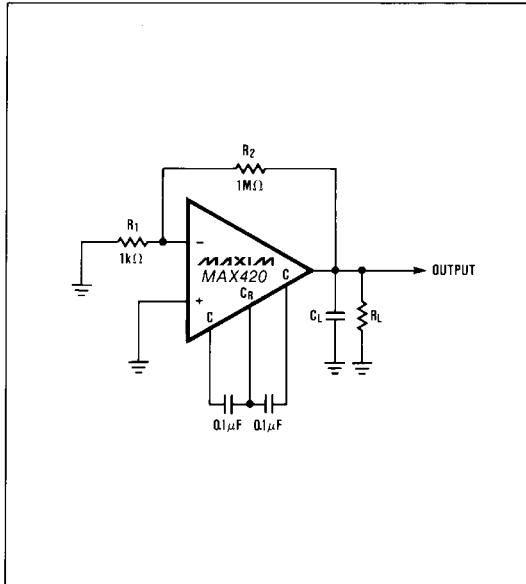 R2
1MΩ
R1
1kΩ
−
MAXIM
MAX420
+
C
CR
C
OUTPUT
CL
RL
0.1µF
0.1µF